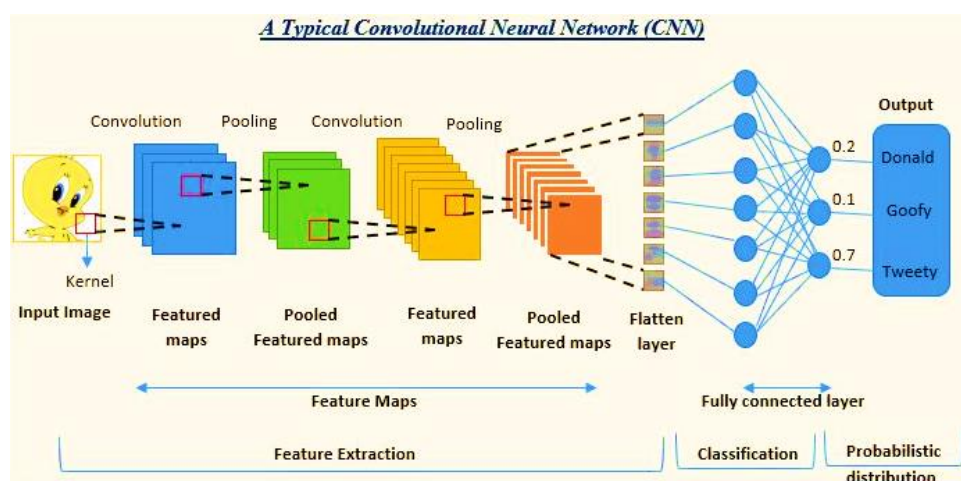 A Typical Convolutional Neural Network (CNN)
Convolution
Pooling
Convolution
Pooling
Output
0.2
Donald
0.1
Goofy
0.7
Tweety
Kernel
Input Image
Featured
maps
Pooled
Featured maps
Featured
maps
Pooled
Featured maps
Flatten
layer
Feature Maps
Fully connected layer
Feature Extraction
Classification
Probabilistic
distribution